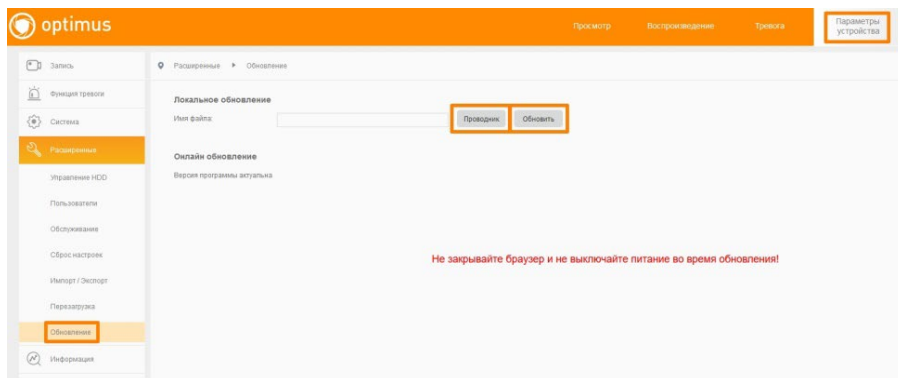 optimus
Просмотр
Воспроизведение
Тревога
Параметры
устройства
Запись
Расширенные
Обновление
Функция тревоги
Локальное обновление
Имя файла:
Проводник
Обновить
Система
Расширенные
Онлайн обновление
Версия программы актуальна
Управление HDD
Пользователи
Обслуживание
Сброс настроек
Не закрывайте браузер и не выключайте питание во время обновления!
Импорт / Экспорт
Перезагрузка
Обновление
Информация